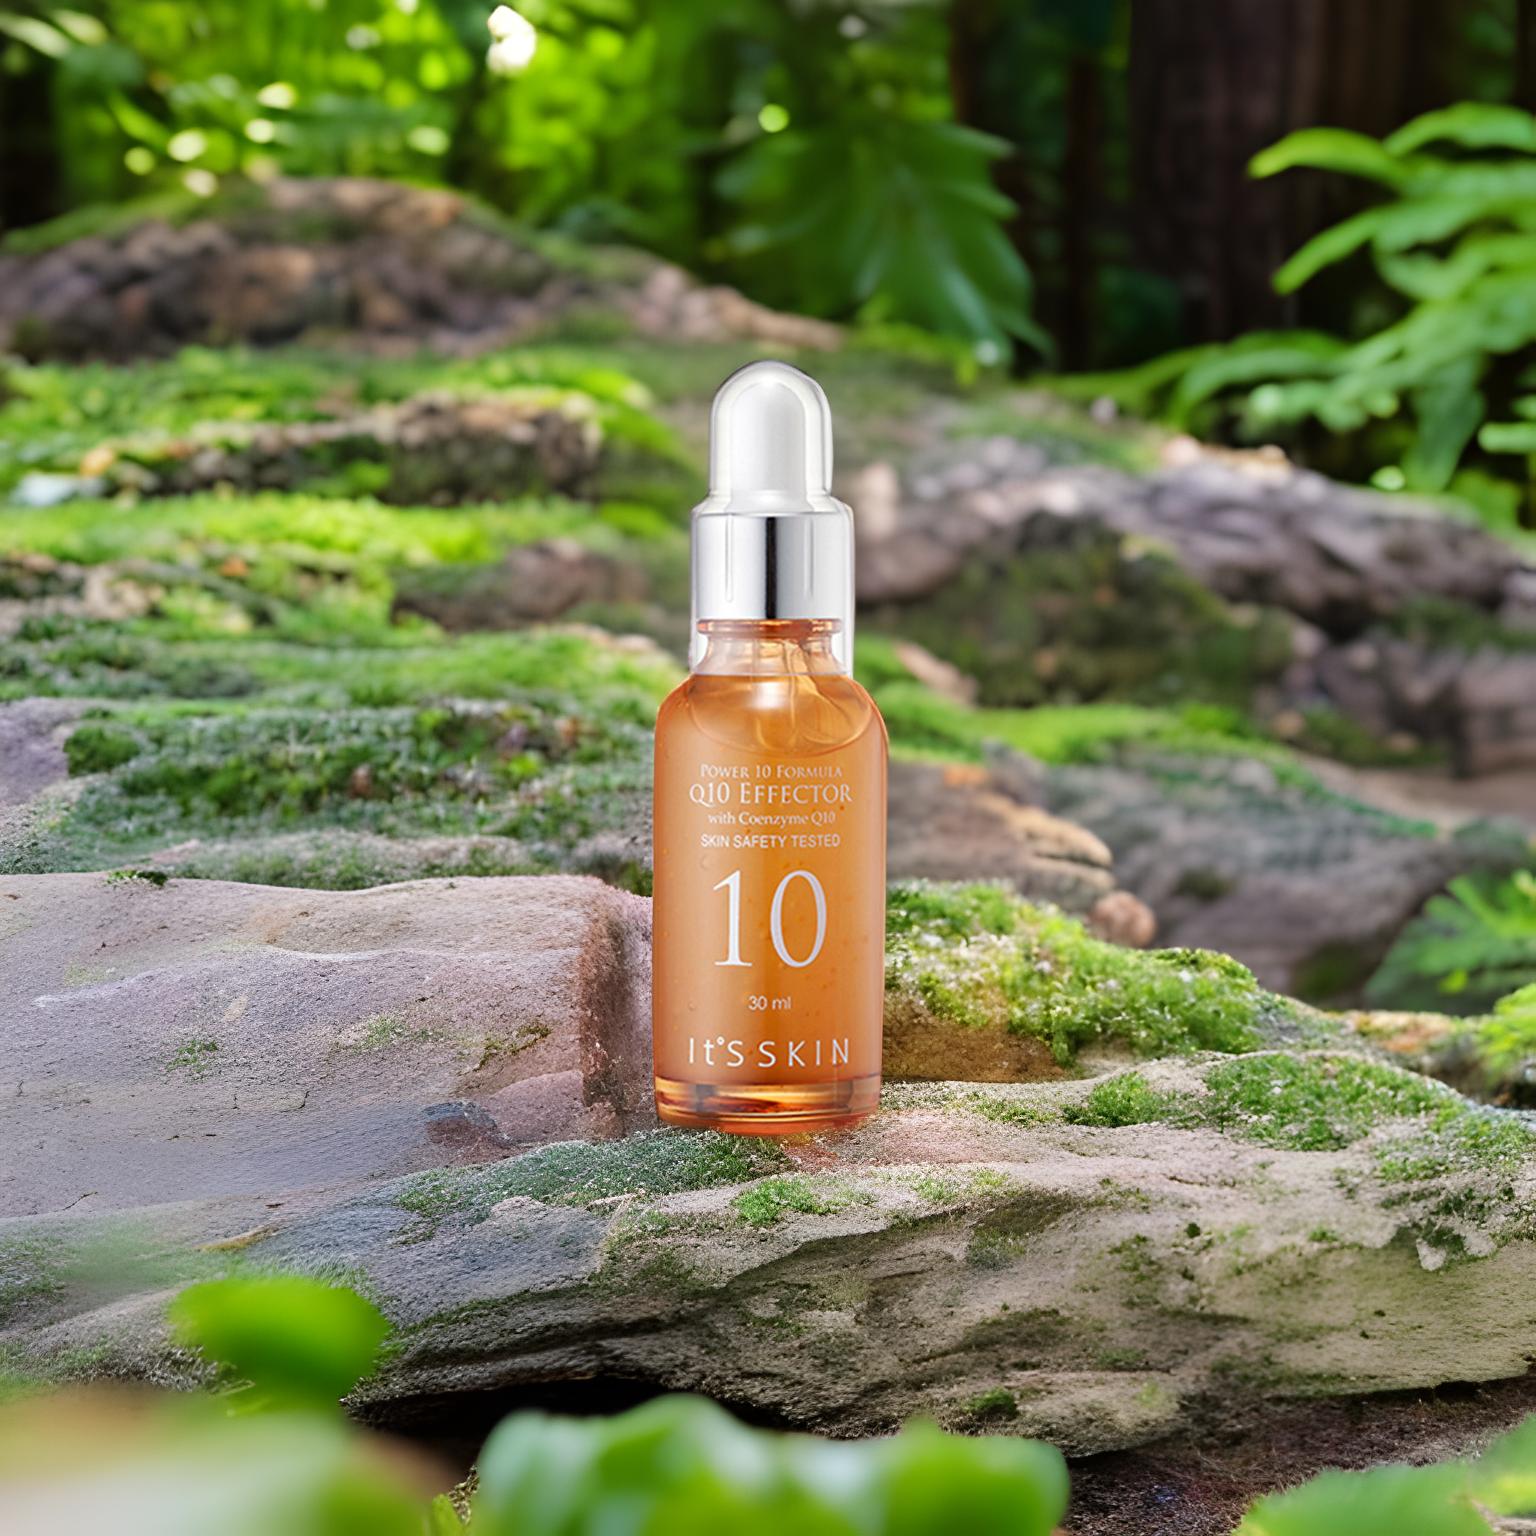 POWER 10 FORMULA
Q10 EFFECTOR
with Coenzyme Q10
SKIN SAFETY TESTED
10
30 ml
It'S SKIN